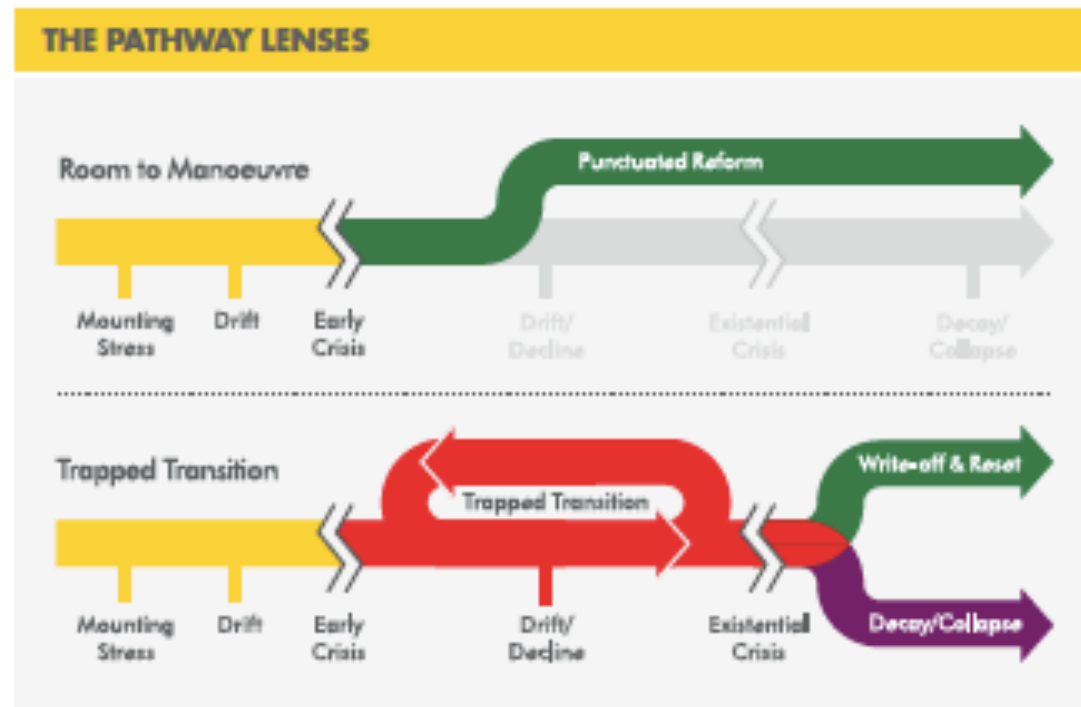 THE PATHWAY LENSES
Room to Manoeuvre
Punctuated Reform
Mounting
Stress
Drift
Early
Crisis
Drift/
Decline
Existential
Crisis
Decay/
Collapse
Trapped Transition
Trapped Transition
Write-off & Reset
Decay/Collapse
Mounting
Stress
Drift
Early
Crisis
Drift/
Decline
Existential
Crisis